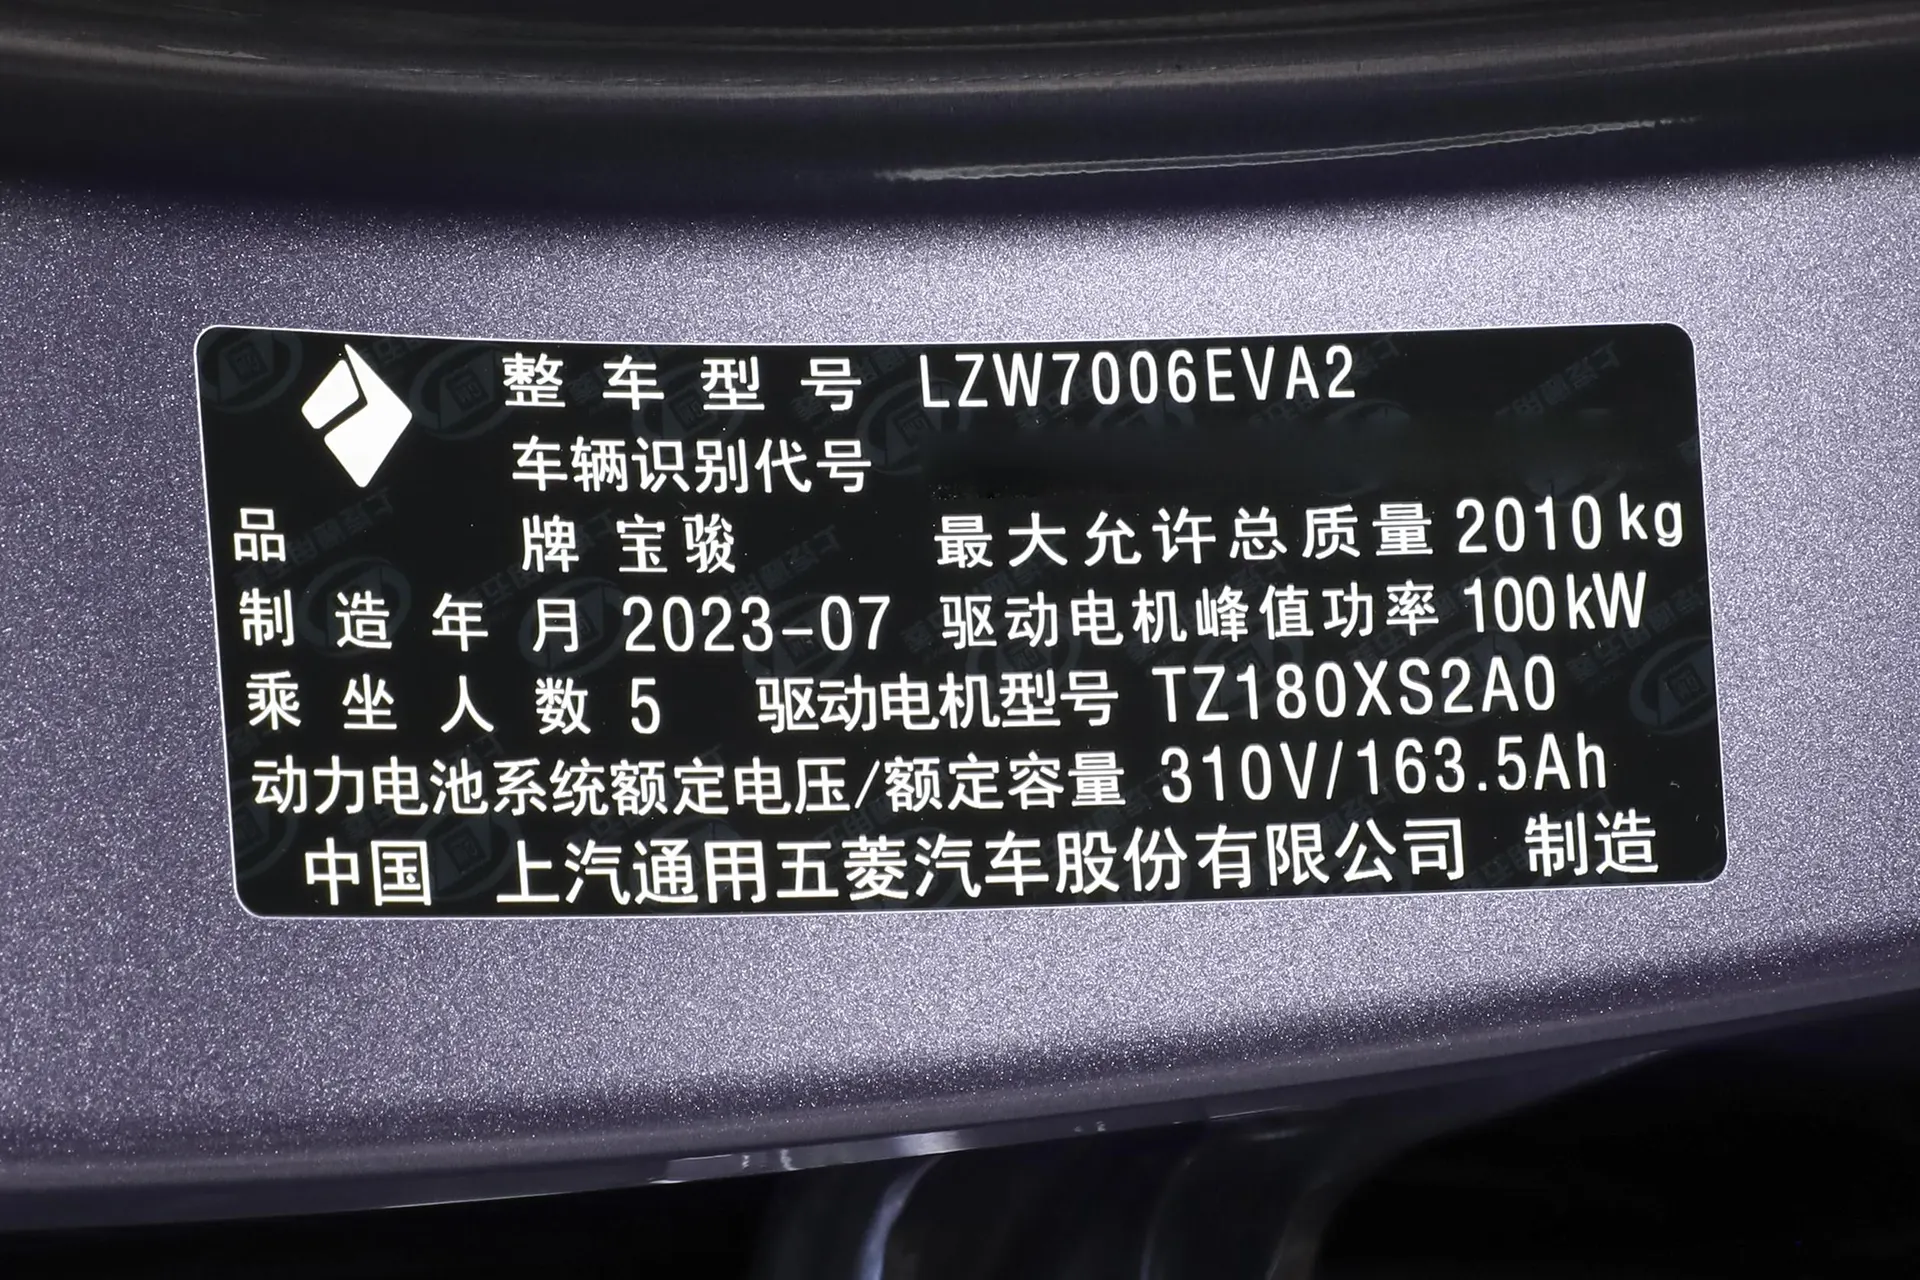 整车型号 LZW7006EVA2
车辆识别代号
品牌 宝骏 最大允许总质量 2010kg
制造年月 2023-07 驱动电机峰值功率 100kW
乘坐人数 5 驱动电机型号 TZ180XS2A0
动力电池系统额定电压/额定容量 310V/163.5Ah
中国 上汽通用五菱汽车股份有限公司 制造